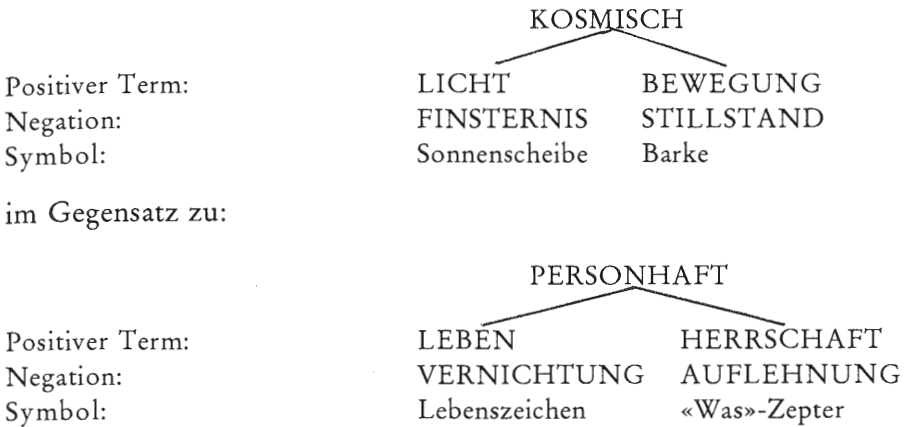 KOSMISCH
Positiver Term: LICHT BEWEGUNG
Negation: FINSTERNIS STILLSTAND
Symbol: Sonnenscheibe Barke
im Gegensatz zu:
PERSONHAFT
Positiver Term: LEBEN HERRSCHAFT
Negation: VERNICHTUNG AUFLEHNUNG
Symbol: Lebenszeichen «Was»-Zepter